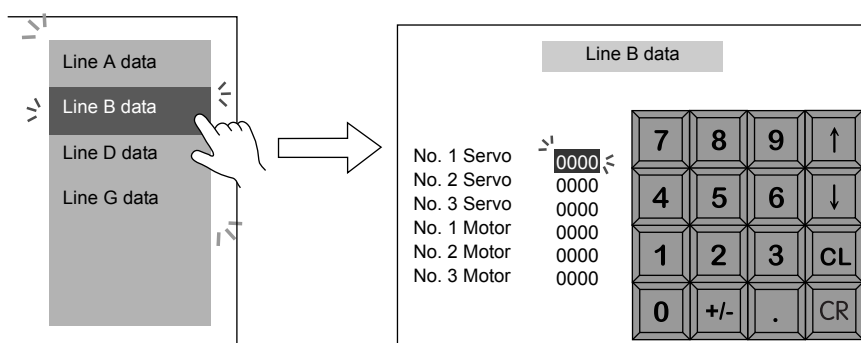 Line A data
Line B data
Line D data
Line G data
Line B data
No. 1 Servo 0000
No. 2 Servo 0000
No. 3 Servo 0000
No. 1 Motor 0000
No. 2 Motor 0000
No. 3 Motor 0000
7 8 9 ↑
4 5 6 ↓
1 2 3 CL
0 +/- . CR